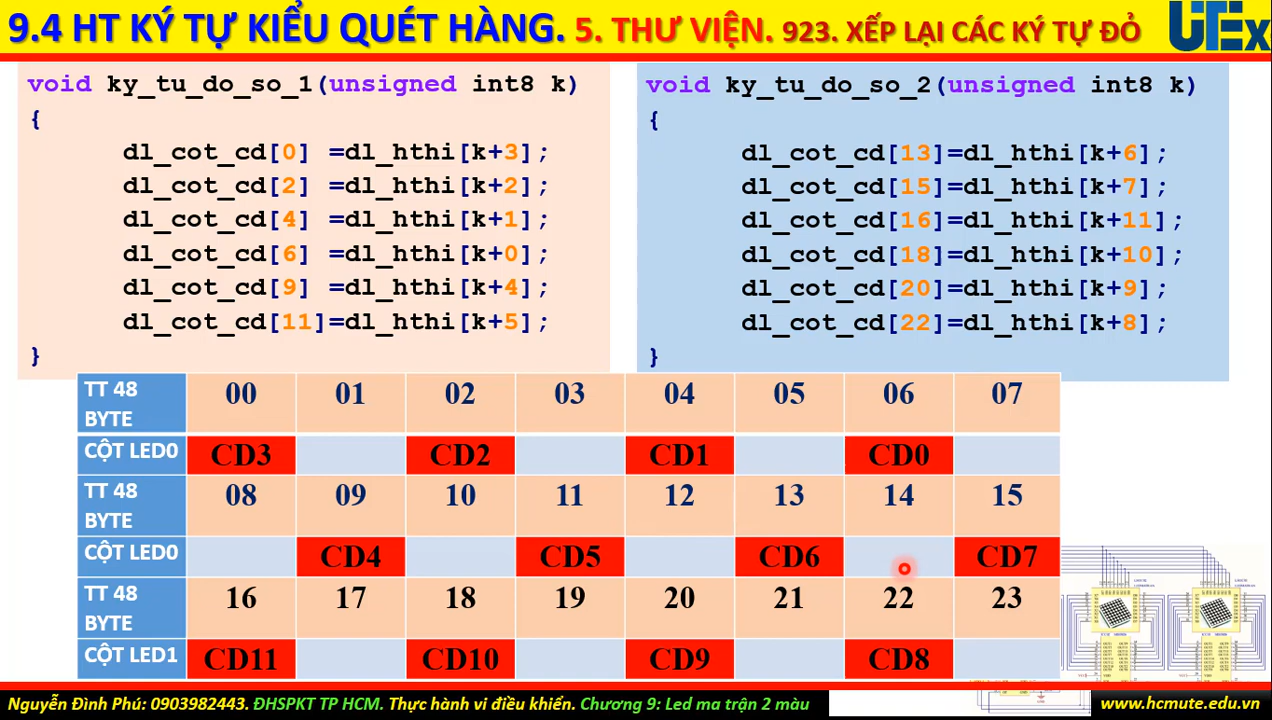 9.4 HT KÝ TỰ KIỂU QUÉT HÀNG. 5. THƯ VIỆN. 923. XẾP LẠI CÁC KÝ TỰ ĐỎ
UTEx
void ky_tu_do_so_1(unsigned int8 k)
{
dl_cot_cd[0] =dl_hthi[k+3];
dl_cot_cd[2] =dl_hthi[k+2];
dl_cot_cd[4] =dl_hthi[k+1];
dl_cot_cd[6] =dl_hthi[k+0];
dl_cot_cd[9] =dl_hthi[k+4];
dl_cot_cd[11]=dl_hthi[k+5];
}
void ky_tu_do_so_2(unsigned int8 k)
{
dl_cot_cd[13]=dl_hthi[k+6];
dl_cot_cd[15]=dl_hthi[k+7];
dl_cot_cd[16]=dl_hthi[k+11];
dl_cot_cd[18]=dl_hthi[k+10];
dl_cot_cd[20]=dl_hthi[k+9];
dl_cot_cd[22]=dl_hthi[k+8];
}
TT 48 BYTE 00 01 02 03 04 05 06 07
CỘT LED0 CD3 CD2 CD1 CD0
TT 48 BYTE 08 09 10 11 12 13 14 15
CỘT LED0 CD4 CD5 CD6 CD7
TT 48 BYTE 16 17 18 19 20 21 22 23
CỘT LED1 CD11 CD10 CD9 CD8
Nguyễn Đình Phú: 0903982443. ĐHSPKT TP HCM. Thực hành vi điều khiển. Chương 9: Led ma trận 2 màu
www.hcmute.edu.vn